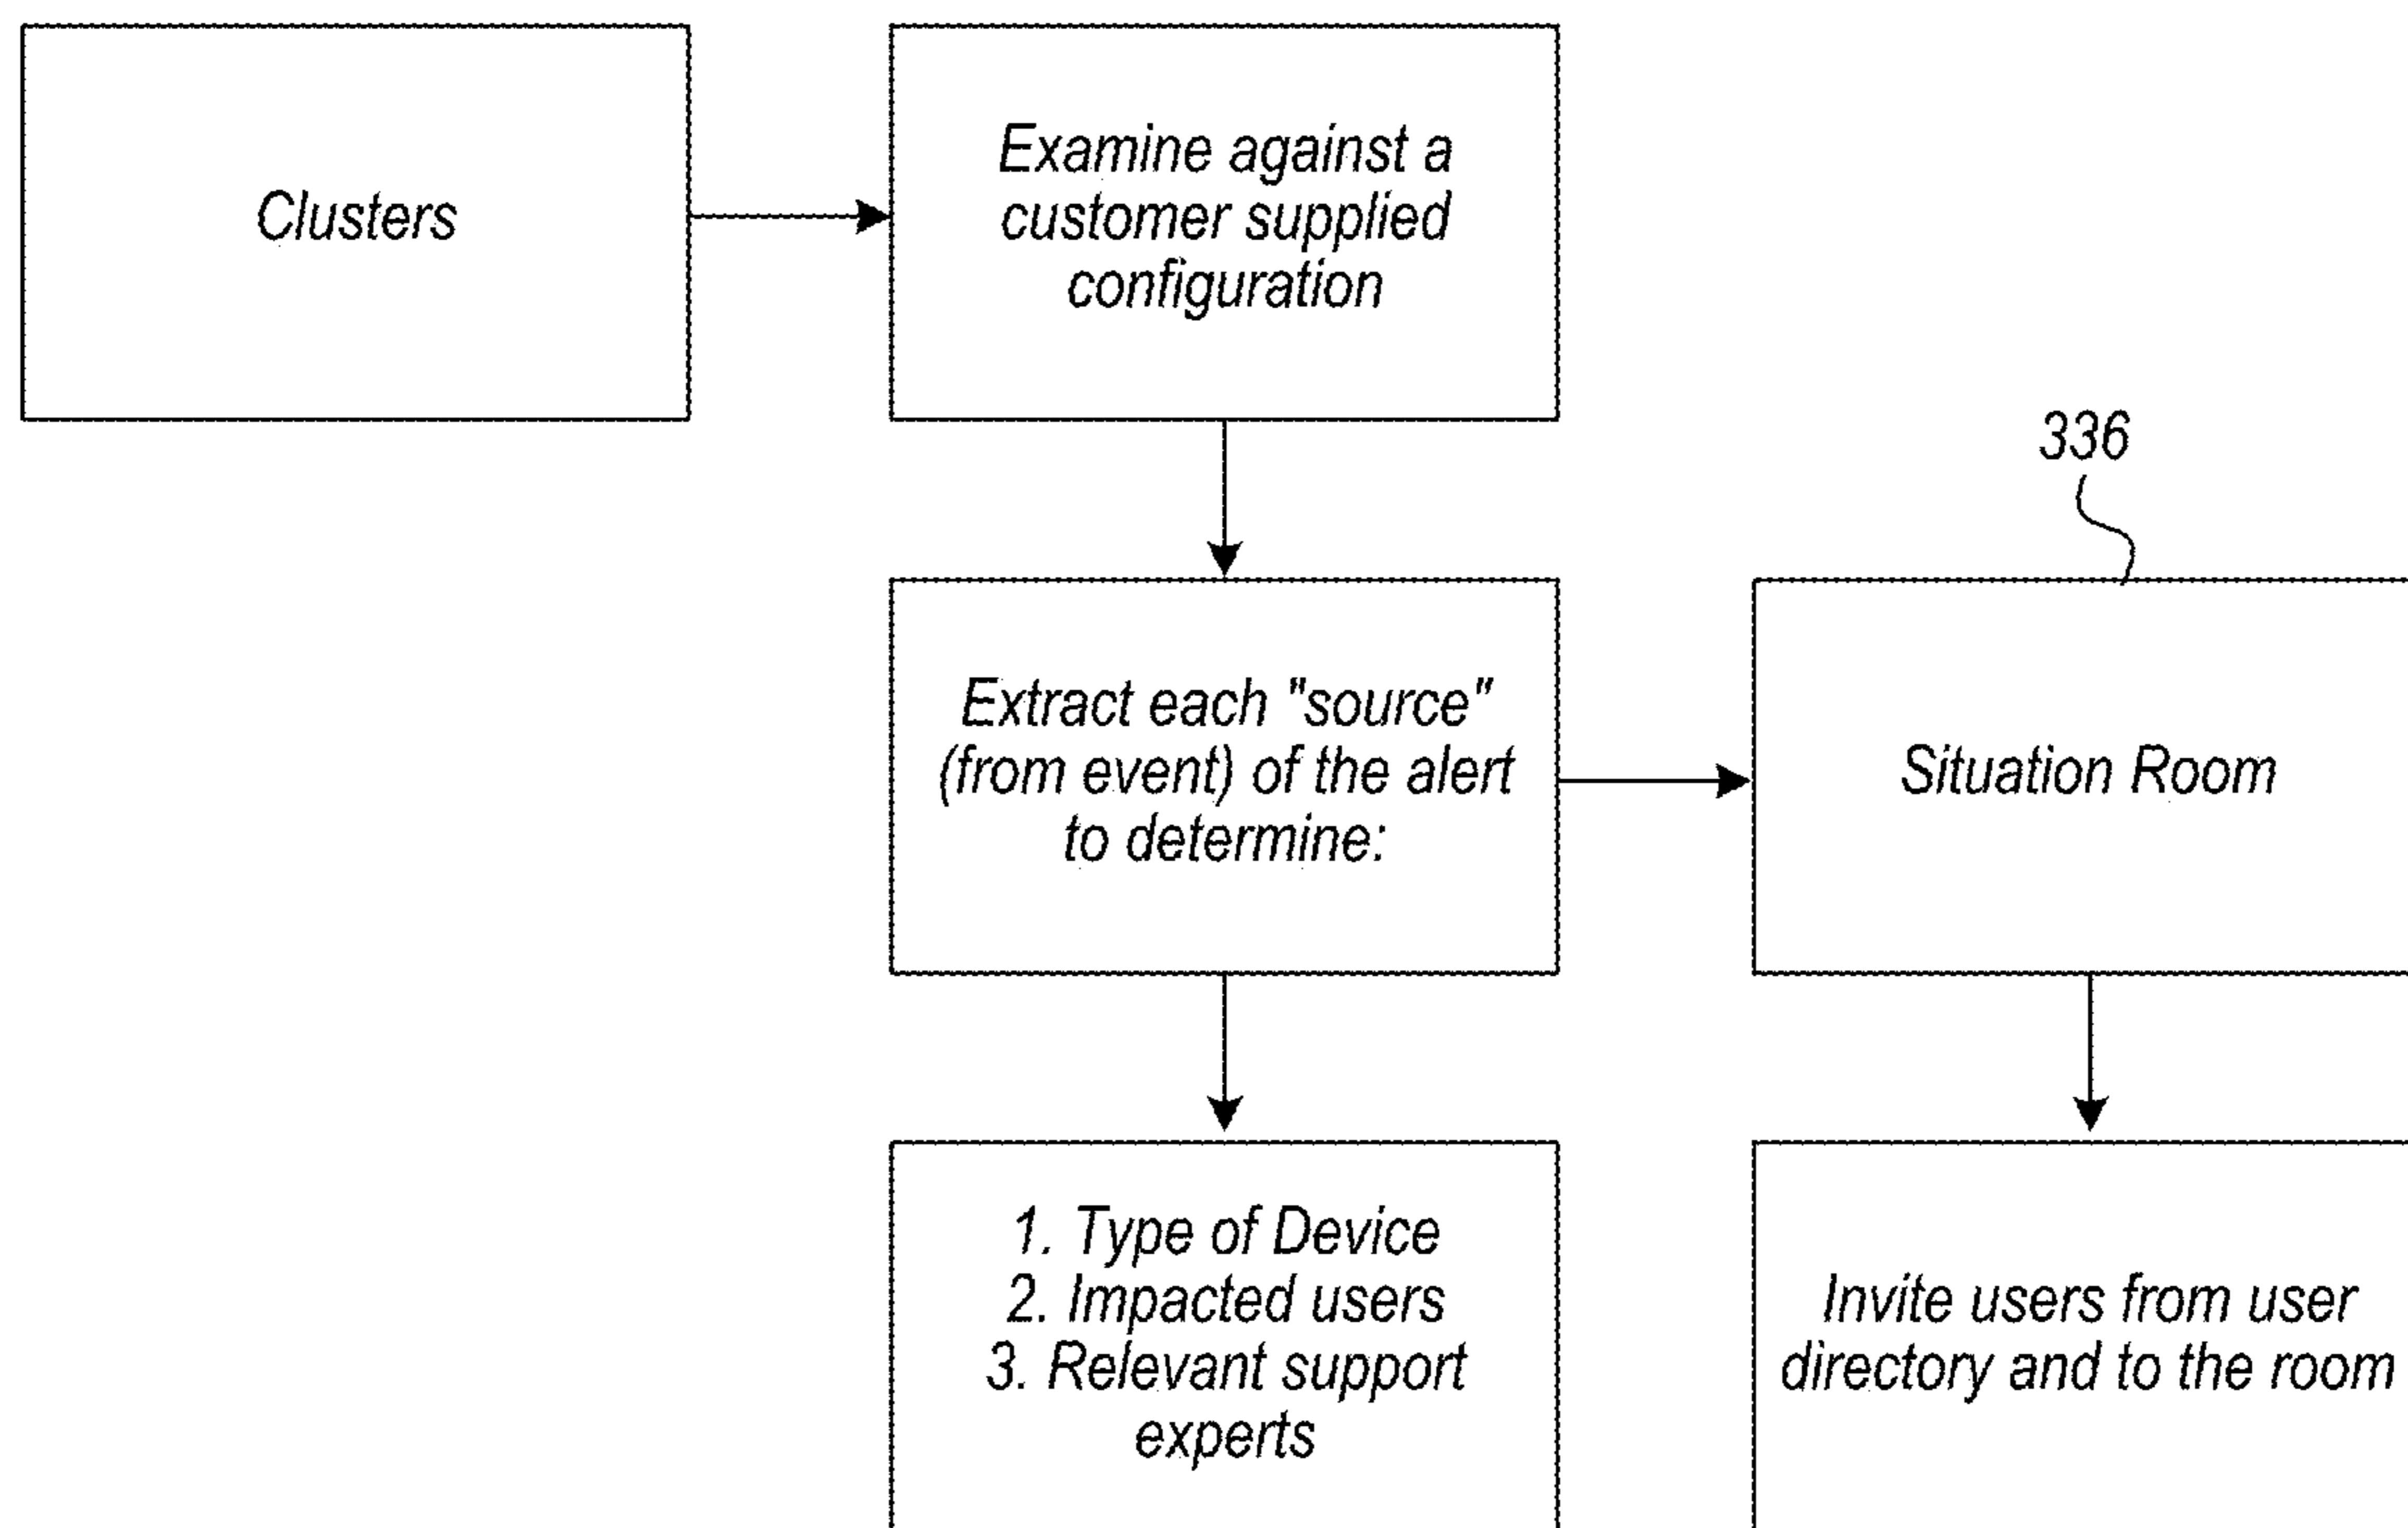 Clusters
Examine against a
customer supplied
configuration
336
Extract each "source"
(from event) of the alert
to determine:
Situation Room
1. Type of Device
2. Impacted users
3. Relevant support
experts
Invite users from user
directory and to the room